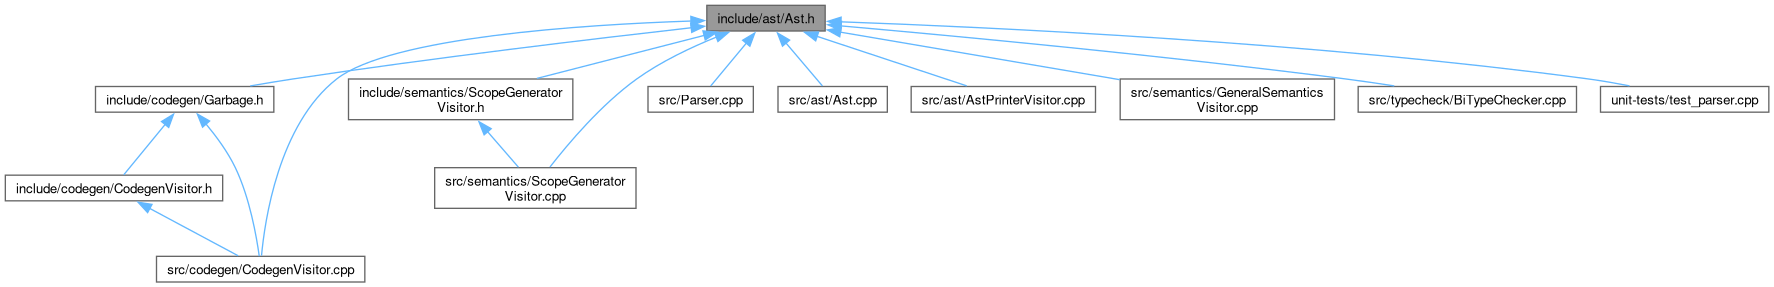 include/ast/Ast.h
include/codegen/Garbage.h
include/semantics/ScopeGenerator
Visitor.h
src/Parser.cpp
src/ast/Ast.cpp
src/ast/AstPrinterVisitor.cpp
src/semantics/GeneralSemantics
Visitor.cpp
src/typecheck/BiTypeChecker.cpp
unit-tests/test_parser.cpp
include/codegen/CodegenVisitor.h
src/semantics/ScopeGenerator
Visitor.cpp
src/codegen/CodegenVisitor.cpp